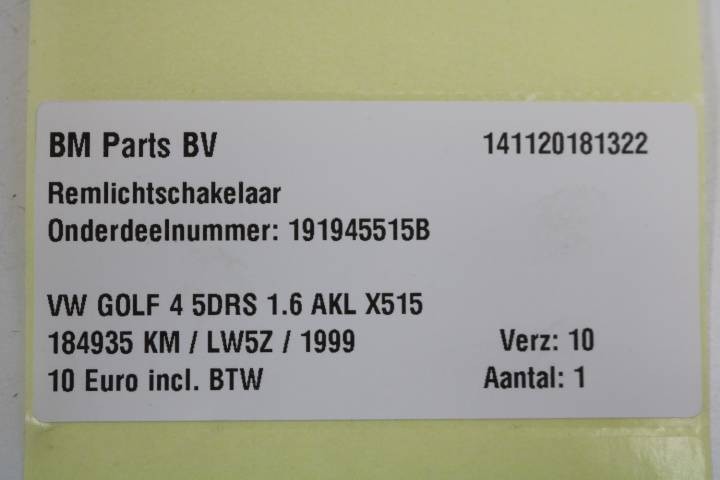 BM Parts BV 141120181322
Remlichtschakelaar
Onderdeelnummer: 191945515B
VW GOLF 4 5DRS 1.6 AKL X515
184935 KM / LW5Z / 1999 Verz: 10
10 Euro incl. BTW Aantal: 1